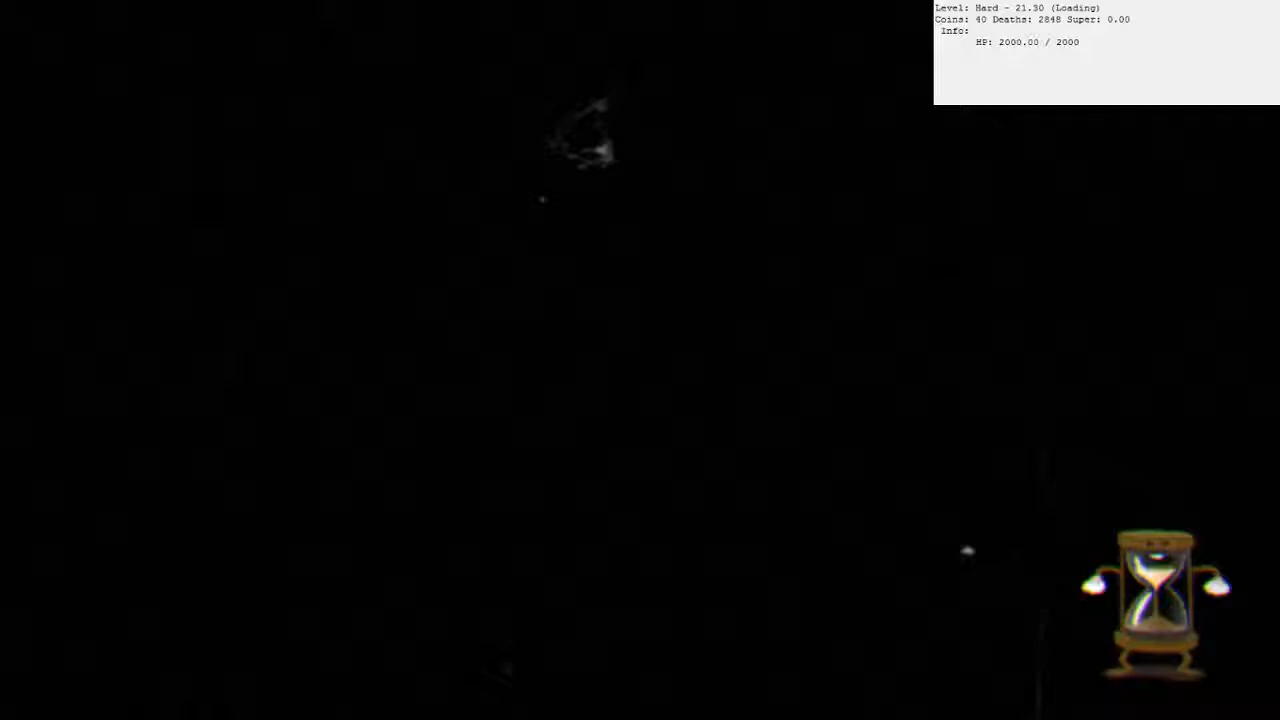 Level: Hard - 21.30 (Loading)
Coins: 40 Deaths: 2848 Super: 0.00
Info:
HP: 2000.00 / 2000